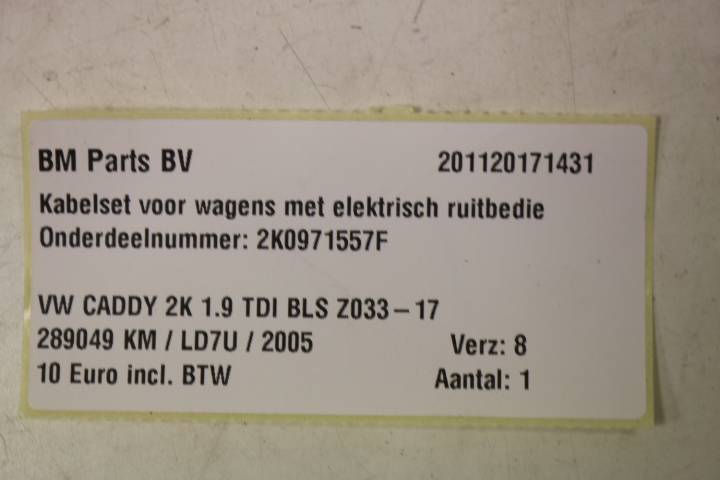 BM Parts BV 201120171431
Kabelset voor wagens met elektrisch ruitbedie
Onderdeelnummer: 2K0971557F
VW CADDY 2K 1.9 TDI BLS Z033-17
289049 KM / LD7U / 2005 Verz: 8
10 Euro incl. BTW Aantal: 1